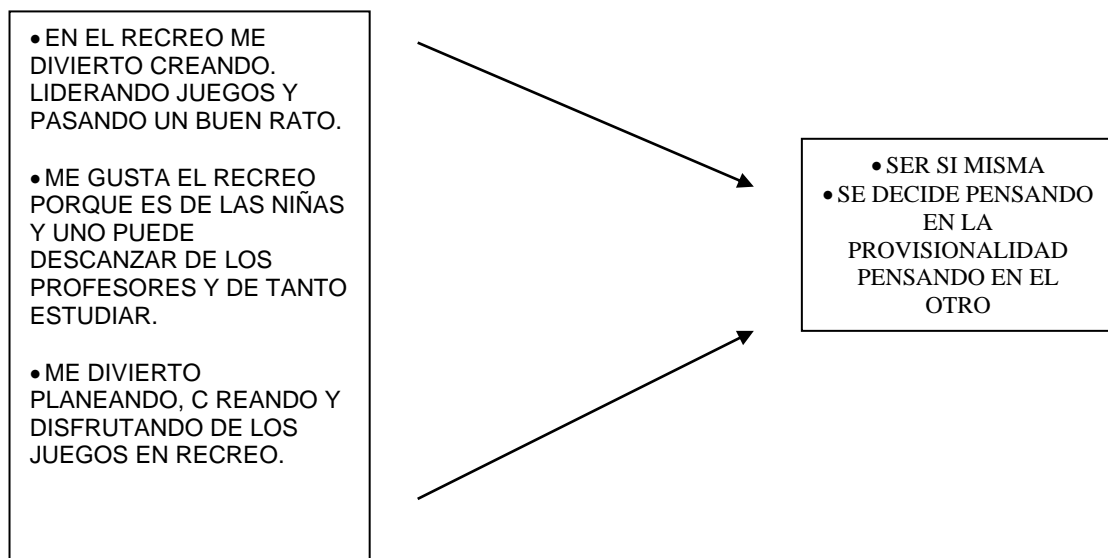 • EN EL RECREO ME
DIVIERTO CREANDO.
LIDERANDO JUEGOS Y
PASANDO UN BUEN RATO.
• ME GUSTA EL RECREO
PORQUE ES DE LAS NIÑAS
Y UNO PUEDE
DESCANZAR DE LOS
PROFESORES Y DE TANTO
ESTUDIAR.
• ME DIVIERTO
PLANEANDO, C REANDO Y
DISFRUTANDO DE LOS
JUEGOS EN RECREO.
• SER SI MISMA
• SE DECIDE PENSANDO
EN LA
PROVISIONALIDAD
PENSANDO EN EL
OTRO